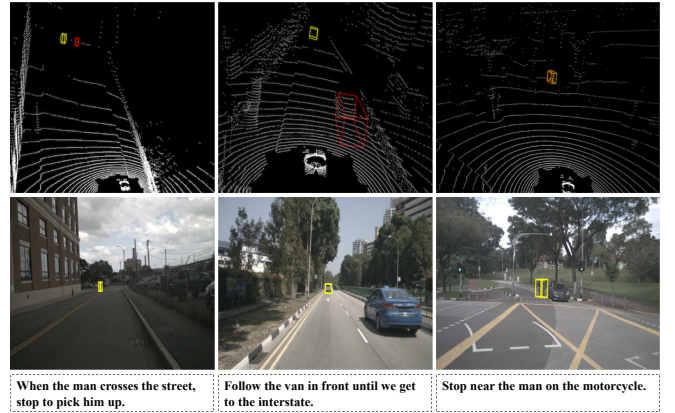 When the man crosses the street,
stop to pick him up.
Follow the van in front until we get
to the interstate.
Stop near the man on the motorcycle.